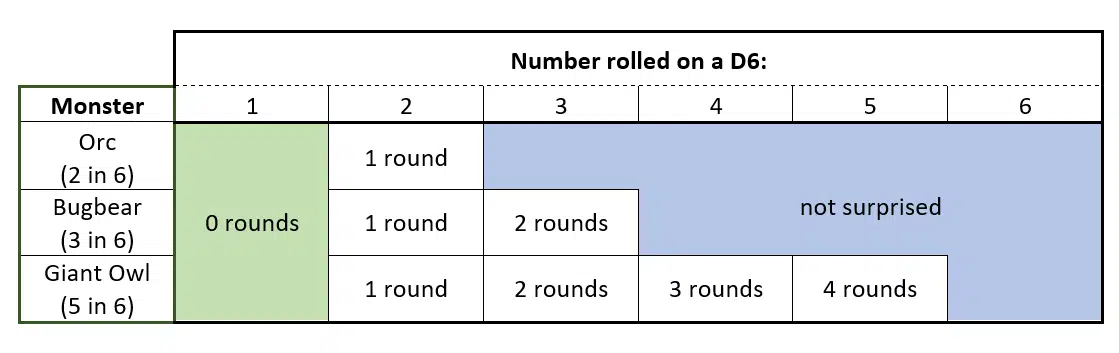 Number rolled on a D6:
Monster 1 2 3 4 5 6
Orc
(2 in 6)
1 round
Bugbear
(3 in 6)
0 rounds
1 round
2 rounds
not surprised
Giant Owl
(5 in 6)
1 round
2 rounds
3 rounds
4 rounds